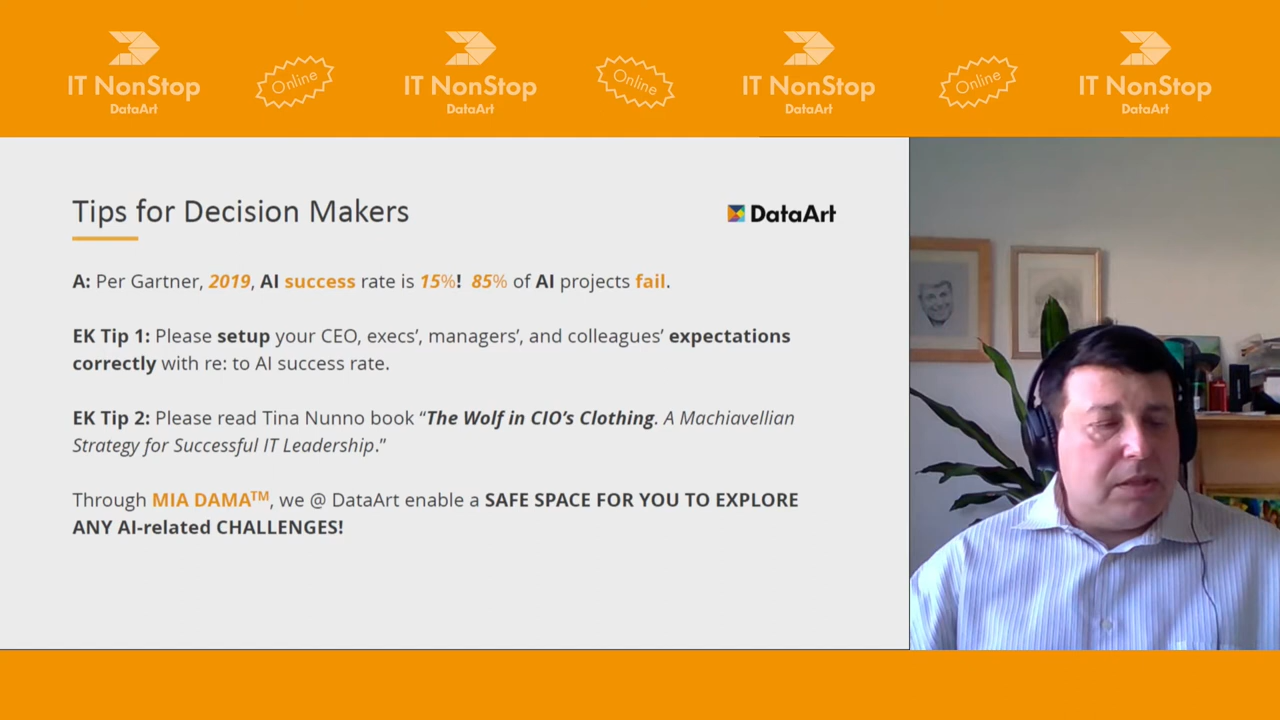 IT NonStop
DataArt
Online
IT NonStop
DataArt
Online
IT NonStop
DataArt
Online
IT NonStop
DataArt
Tips for Decision Makers
DataArt
A: Per Gartner, 2019, AI success rate is 15%! 85% of AI projects fail.
EK Tip 1: Please setup your CEO, execs’, managers’, and colleagues’ expectations
correctly with re: to AI success rate.
EK Tip 2: Please read Tina Nunno book “The Wolf in CIO’s Clothing. A Machiavellian
Strategy for Successful IT Leadership.”
Through MIA DAMA™, we @ DataArt enable a SAFE SPACE FOR YOU TO EXPLORE
ANY AI-related CHALLENGES!